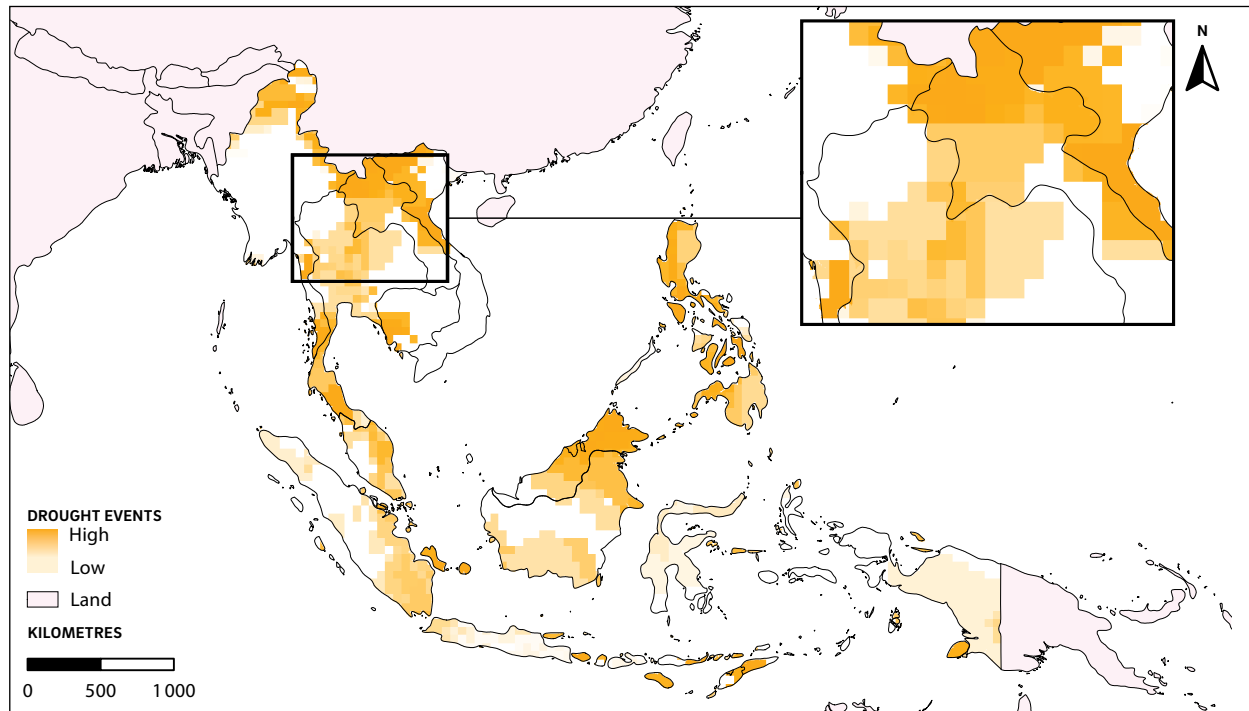 N
DROUGHT EVENTS
High
Low
Land
KILOMETRES
0 500 1 000